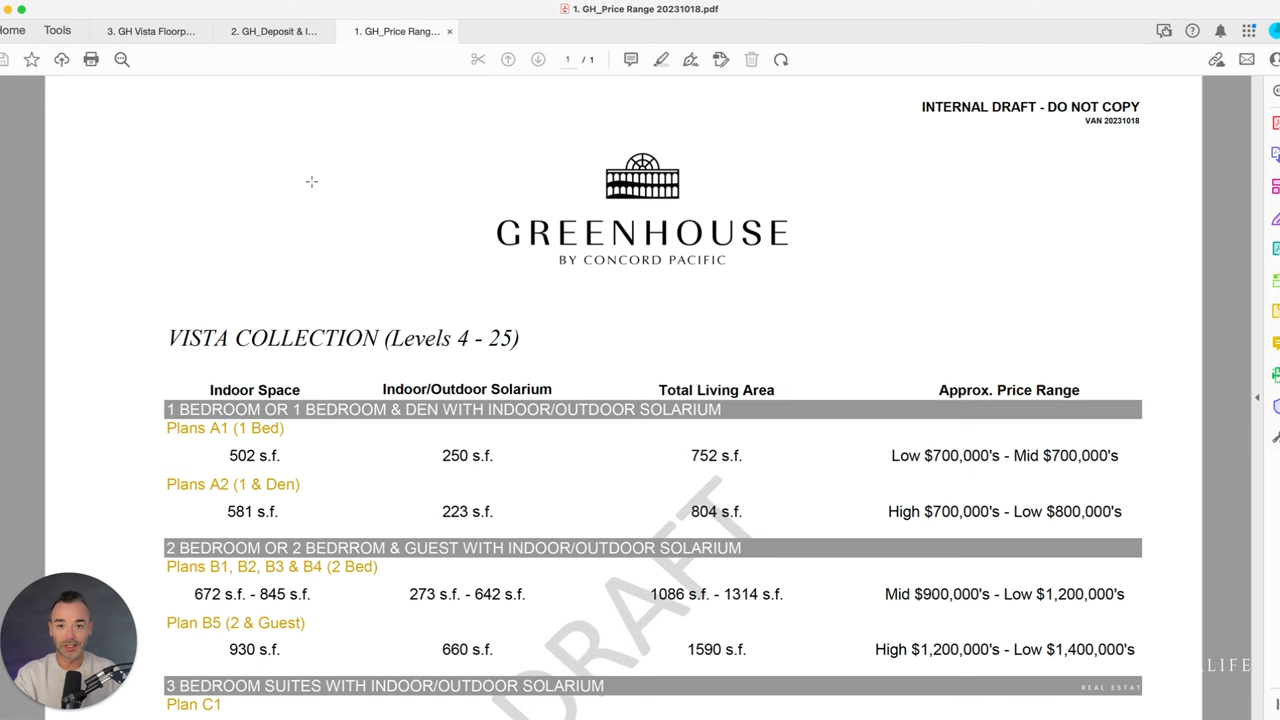 1. GH_Price Range 20231018.pdf
Home Tools 3. GH Vista Floorp... 2. GH_Deposit & I... 1. GH_Price Rang... ×
1 / 1
INTERNAL DRAFT - DO NOT COPY
VAN 20231018
GREENHOUSE
BY CONCORD PACIFIC
VISTA COLLECTION (Levels 4 - 25)
Indoor Space Indoor/Outdoor Solarium Total Living Area Approx. Price Range
1 BEDROOM OR 1 BEDROOM & DEN WITH INDOOR/OUTDOOR SOLARIUM
Plans A1 (1 Bed)
502 s.f. 250 s.f. 752 s.f. Low $700,000's - Mid $700,000's
Plans A2 (1 & Den)
581 s.f. 223 s.f. 804 s.f. High $700,000's - Low $800,000's
2 BEDROOM OR 2 BEDRROM & GUEST WITH INDOOR/OUTDOOR SOLARIUM
Plans B1, B2, B3 & B4 (2 Bed)
672 s.f. - 845 s.f. 273 s.f. - 642 s.f. 1086 s.f. - 1314 s.f. Mid $900,000's - Low $1,200,000's
Plan B5 (2 & Guest)
930 s.f. 660 s.f. 1590 s.f. High $1,200,000's - Low $1,400,000's
3 BEDROOM SUITES WITH INDOOR/OUTDOOR SOLARIUM
Plan C1
DRAFT
LIFE
REAL ESTAT